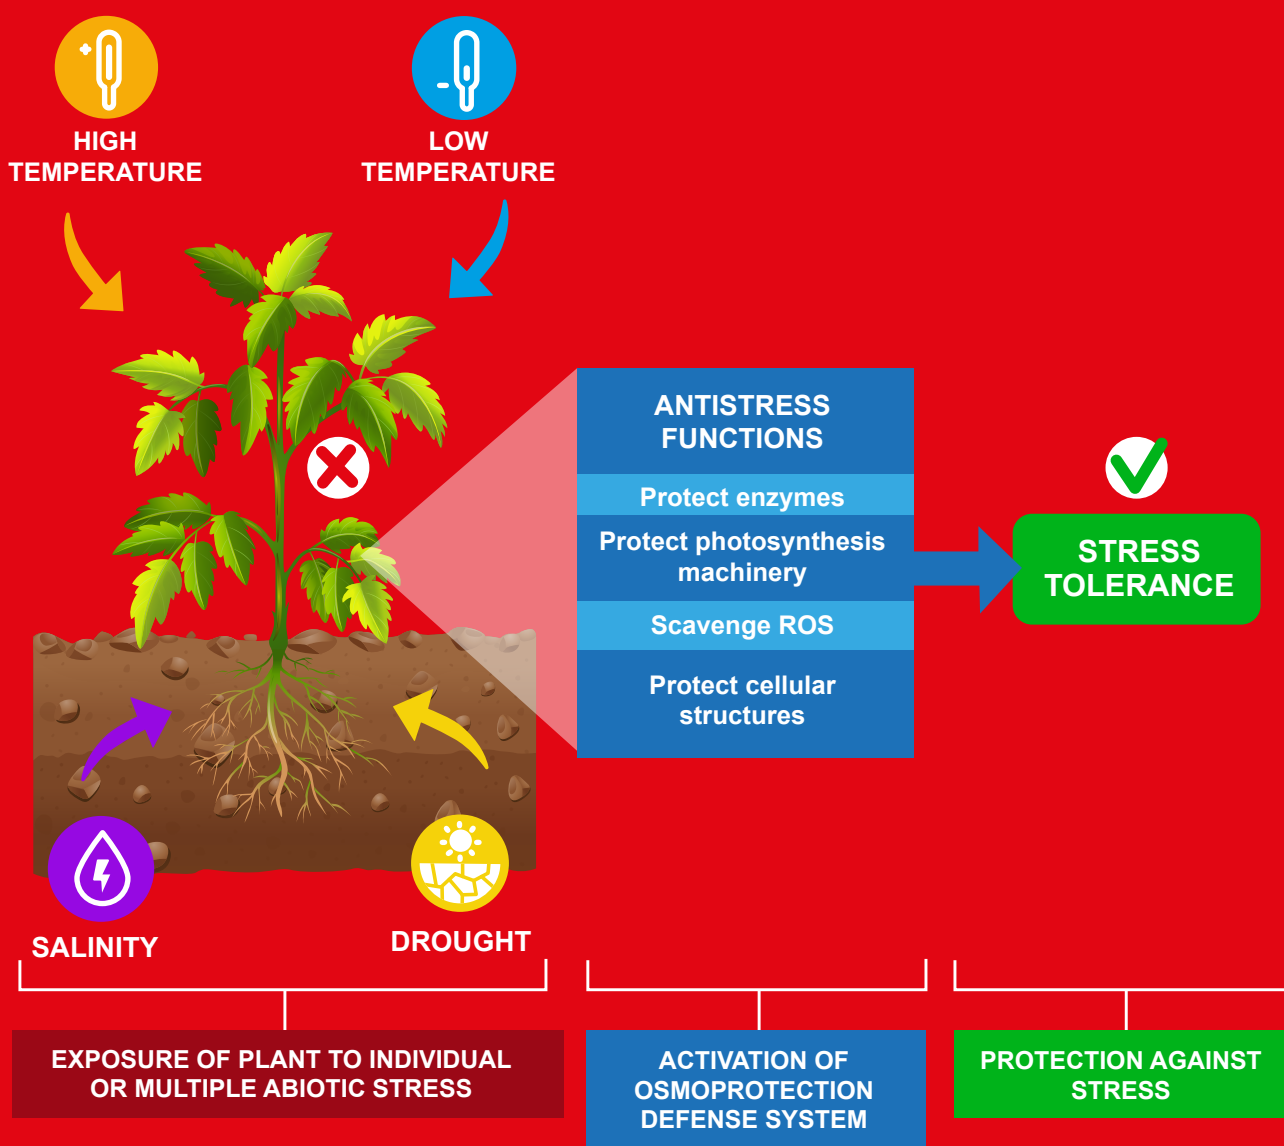 HIGH
TEMPERATURE
LOW
TEMPERATURE
ANTISTRESS
FUNCTIONS
Protect enzymes
Protect photosynthesis
machinery
Scavenge ROS
Protect cellular
structures
STRESS
TOLERANCE
SALINITY
DROUGHT
EXPOSURE OF PLANT TO INDIVIDUAL
OR MULTIPLE ABIOTIC STRESS
ACTIVATION OF
OSMOPROTECTION
DEFENSE SYSTEM
PROTECTION AGAINST
STRESS